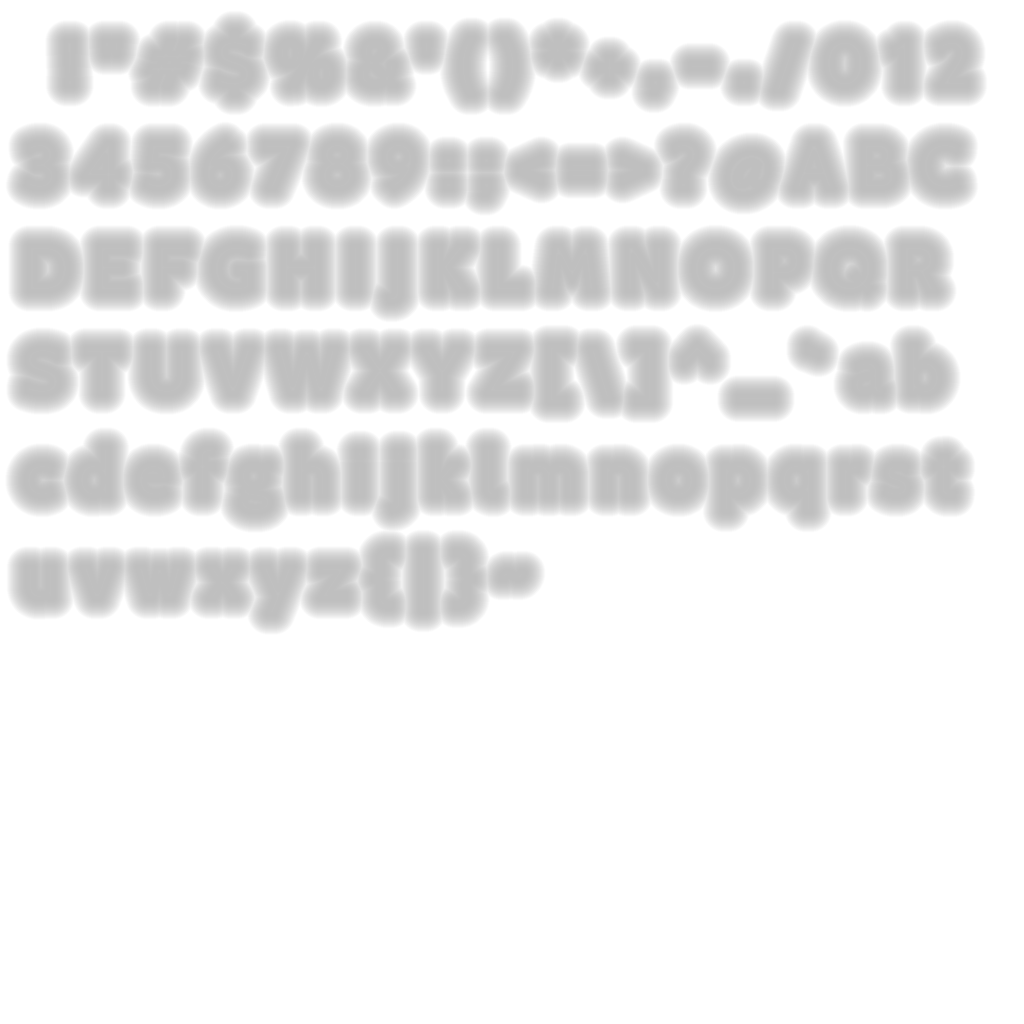 !"#$%&'()*+,-./012
3456789:;<=>?@ABC
DEFGHIJKLMNOPQR
STUVWXYZ[\]^_`ab
cdefghijklmnopqrst
uvwxyz{|}~